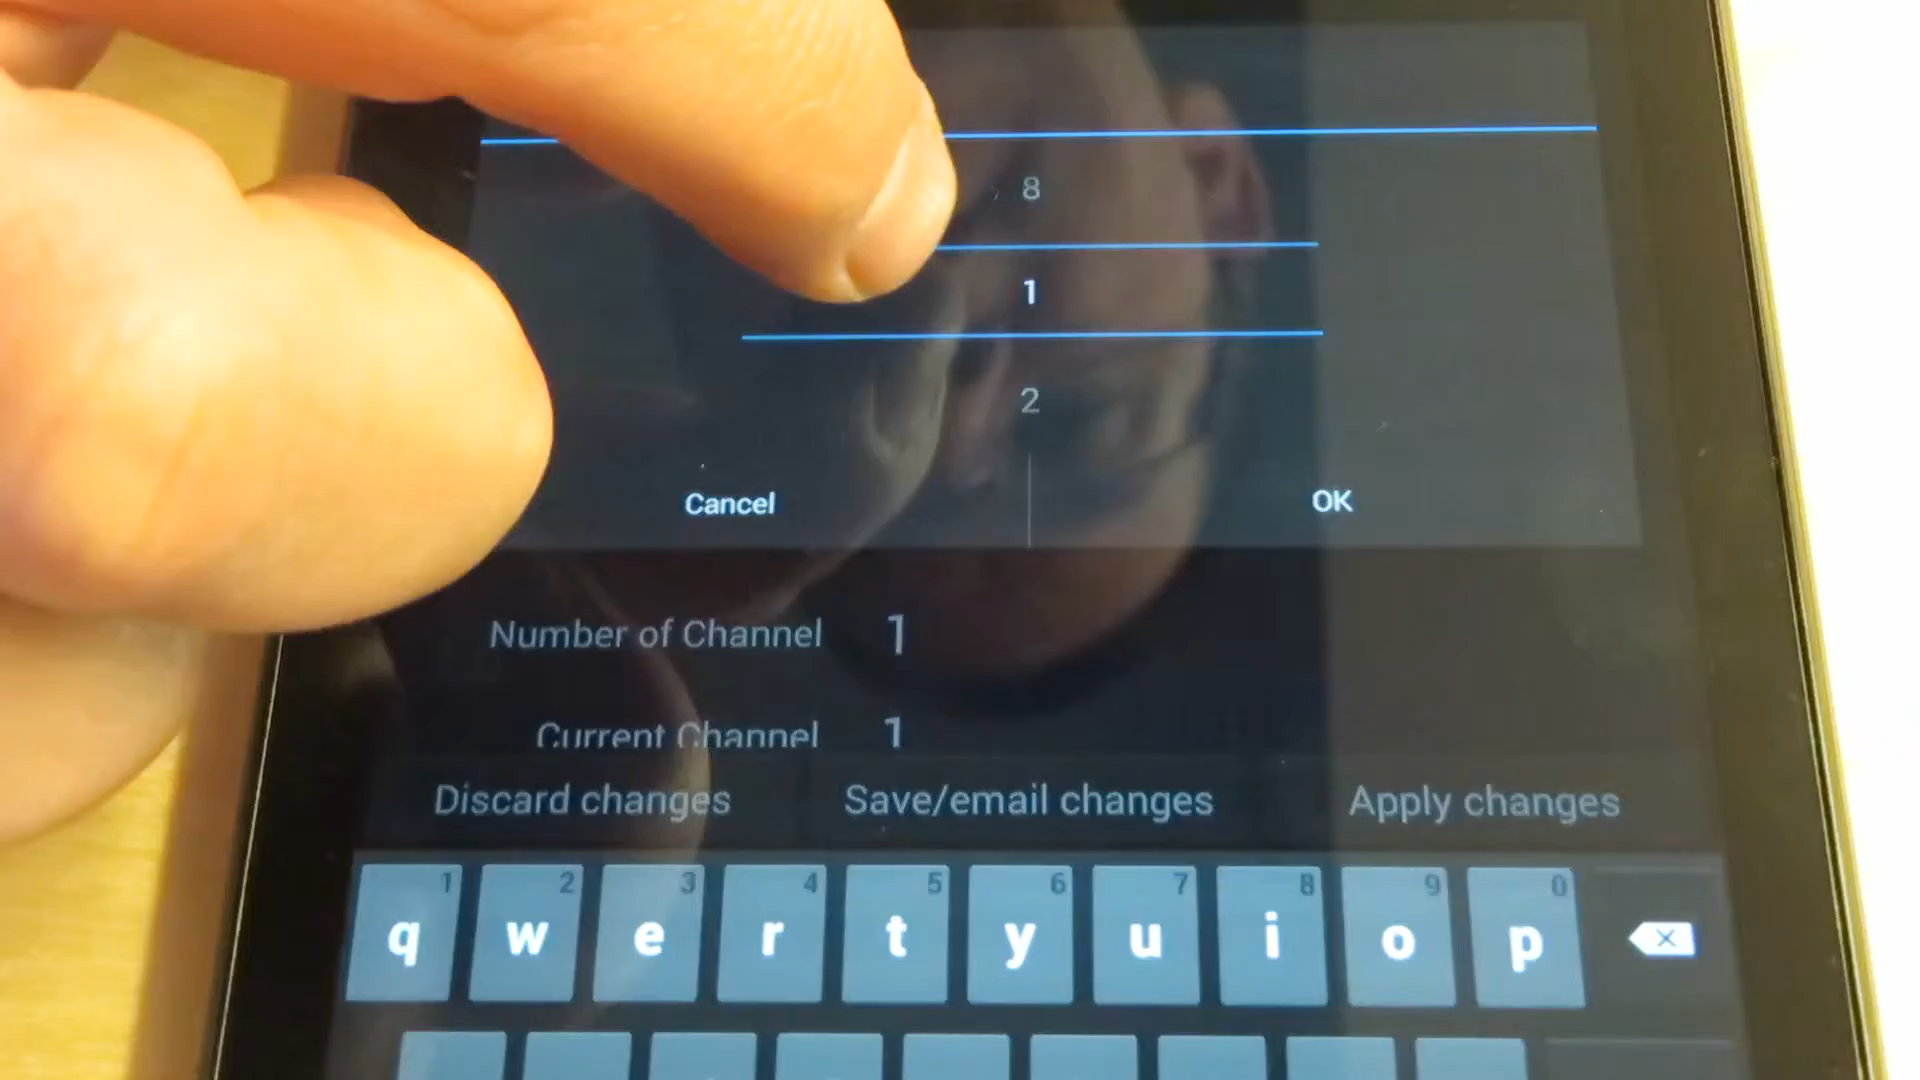 8
1
2
Cancel OK
Number of Channel 1
Current Channel 1
Discard changes Save/email changes Apply changes
1 2 3 4 5 6 7 8 9 0
q w e r t y u i o p